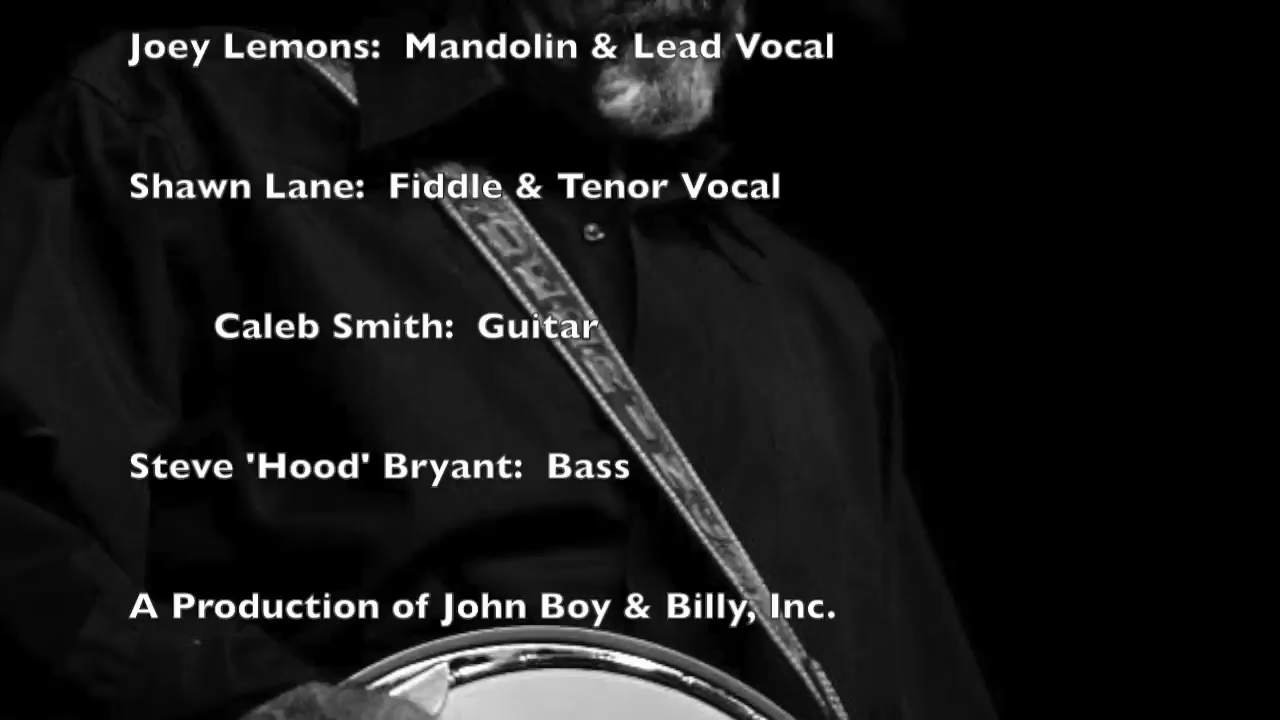 Joey Lemons: Mandolin & Lead Vocal
Shawn Lane: Fiddle & Tenor Vocal
Caleb Smith: Guitar
Steve 'Hood' Bryant: Bass
A Production of John Boy & Billy, Inc.